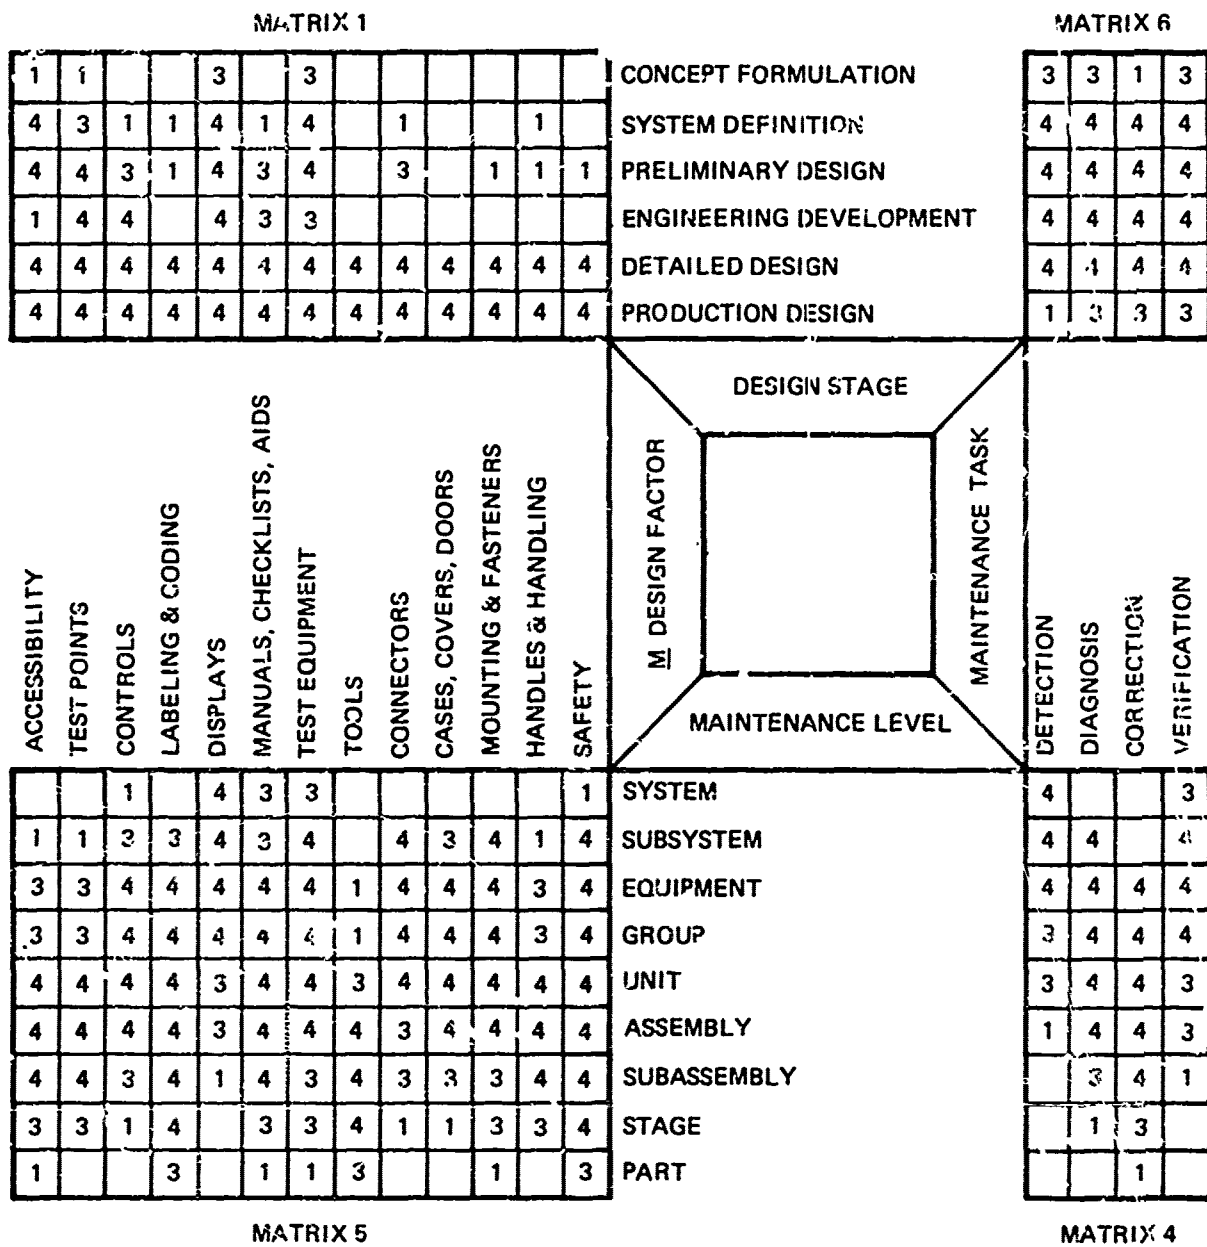 MATRIX 1 MATRIX 6
1 1 3 3 CONCEPT FORMULATION 3 3 1 3
4 3 1 1 4 1 4 1 1 SYSTEM DEFINITION 4 4 4 4
4 4 3 1 4 3 4 3 1 1 1 PRELIMINARY DESIGN 4 4 4 4
1 4 4 4 3 3 ENGINEERING DEVELOPMENT 4 4 4 4
4 4 4 4 4 4 4 4 4 4 4 4 4 DETAILED DESIGN 4 4 4 4
4 4 4 4 4 4 4 4 4 4 4 4 4 PRODUCTION DESIGN 1 3 3 3
DESIGN STAGE
M DESIGN FACTOR
MAINTENANCE TASK
MAINTENANCE LEVEL
ACCESSIBILITY
TEST POINTS
CONTROLS
LABELING & CODING
DISPLAYS
MANUALS, CHECKLISTS, AIDS
TEST EQUIPMENT
TOOLS
CONNECTORS
CASES, COVERS, DOORS
MOUNTING & FASTENERS
HANDLES & HANDLING
SAFETY
DETECTION
DIAGNOSIS
CORRECTION
VERIFICATION
1 4 3 3 1 SYSTEM 4 3
1 1 3 3 4 3 4 4 3 4 1 4 SUBSYSTEM 4 4 4
3 3 4 4 4 4 4 1 4 4 4 3 4 EQUIPMENT 4 4 4 4
3 3 4 4 4 4 4 1 4 4 4 3 4 GROUP 3 4 4 4
4 4 4 4 3 4 4 3 4 4 4 4 4 UNIT 3 4 4 3
4 4 4 4 3 4 4 4 3 4 4 4 4 ASSEMBLY 1 4 4 3
4 4 3 4 1 4 3 4 3 3 3 4 4 SUBASSEMBLY 3 4 1
3 3 1 4 3 3 4 1 1 3 3 4 STAGE 1 3
1 3 1 1 3 1 3 PART 1
MATRIX 5 MATRIX 4